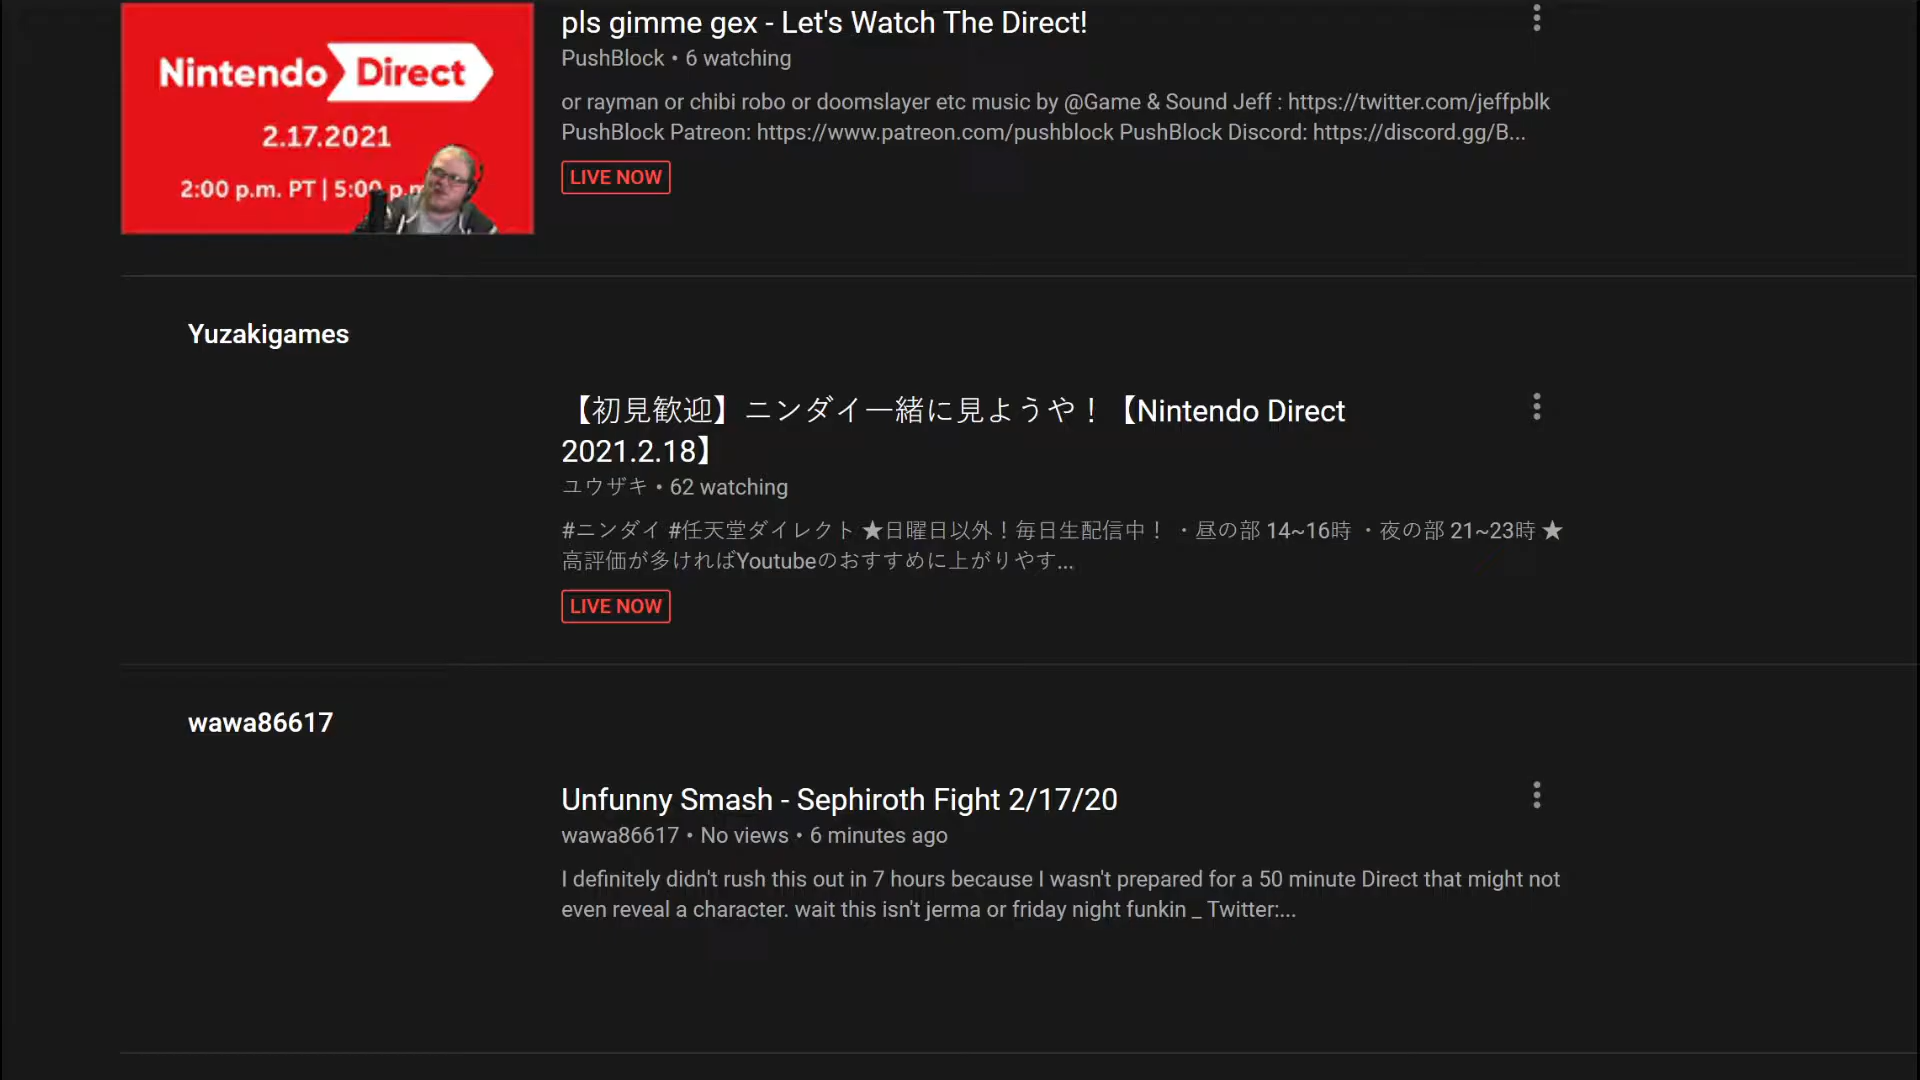 Nintendo Direct
2.17.2021
2:00 p.m. PT | 5:00 p.m
pls gimme gex - Let's Watch The Direct!
PushBlock • 6 watching
or rayman or chibi robo or doomslayer etc music by @Game & Sound Jeff : https://twitter.com/jeffpblk
PushBlock Patreon: https://www.patreon.com/pushblock PushBlock Discord: https://discord.gg/B...
LIVE NOW
Yuzakigames
【初見歓迎】ニンダイ一緒に見ようや！【Nintendo Direct
2021.2.18】
ユウザキ • 62 watching
#ニンダイ #任天堂ダイレクト ★日曜日以外！毎日生配信中！ ・昼の部 14~16時 ・夜の部 21~23時 ★
高評価が多ければYoutubeのおすすめに上がりやす...
LIVE NOW
wawa86617
Unfunny Smash - Sephiroth Fight 2/17/20
wawa86617 • No views • 6 minutes ago
I definitely didn't rush this out in 7 hours because I wasn't prepared for a 50 minute Direct that might not
even reveal a character. wait this isn't jerma or friday night funkin _ Twitter:...